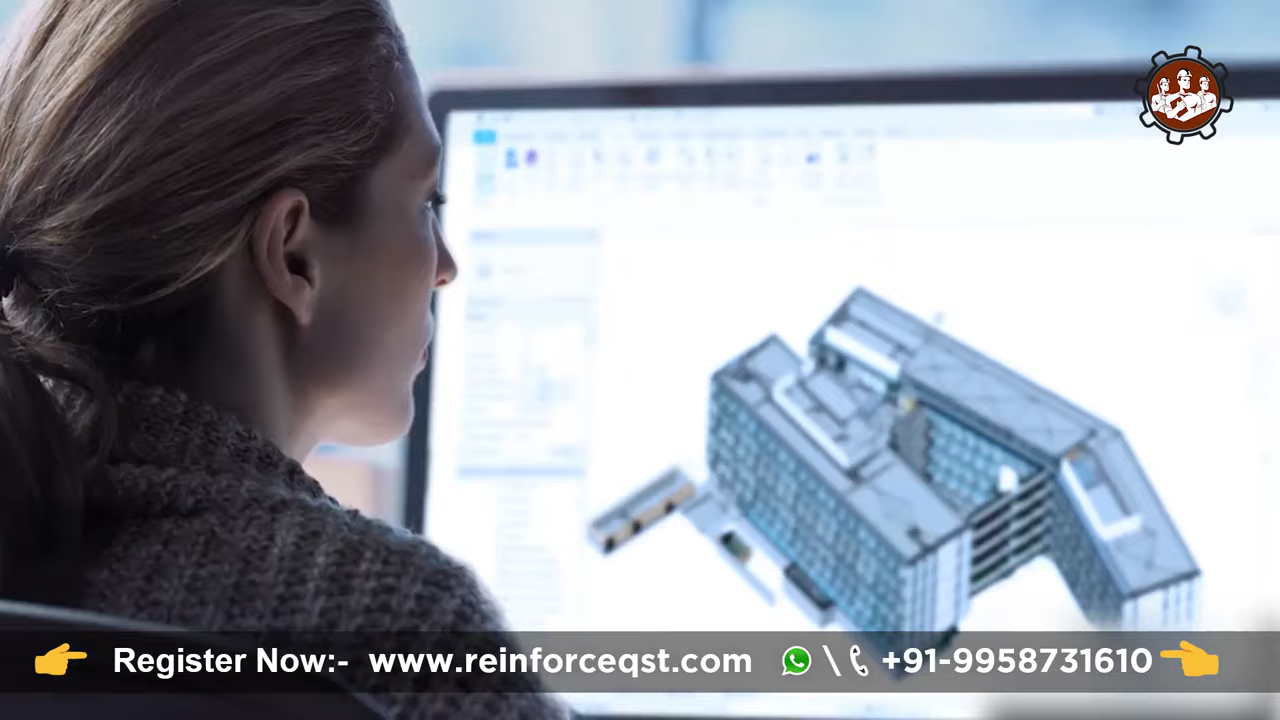 👉 Register Now:- www.reinforceqst.com \ +91-9958731610 👈